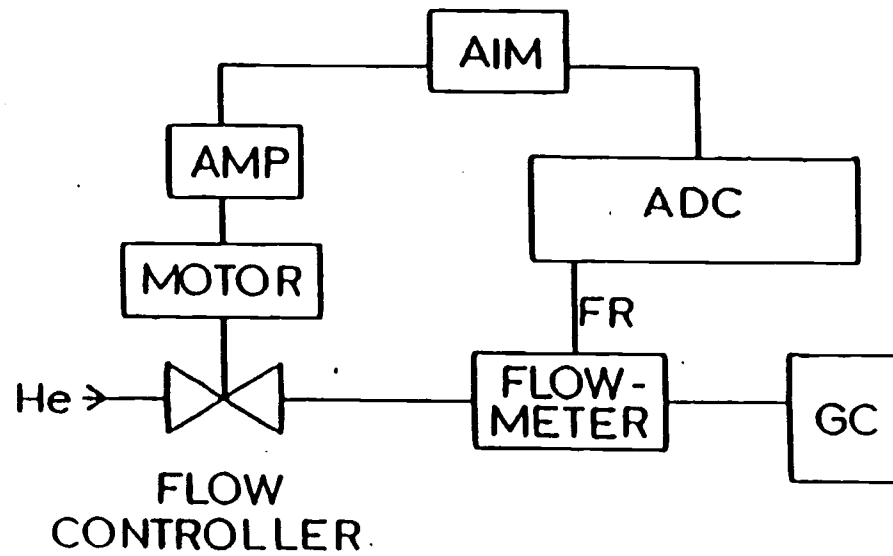 AIM
AMP
ADC
MOTOR
FR
He
FLOW-
METER
GC
FLOW
CONTROLLER